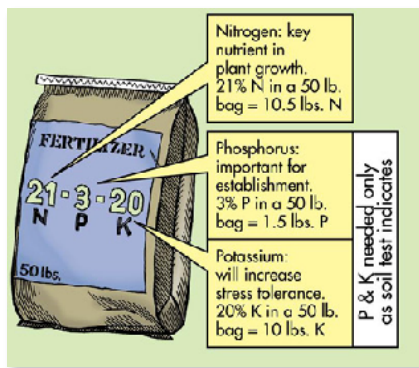 Nitrogen: key
nutrient in
plant growth.
21% N in a 50 lb.
bag = 10.5 lbs. N
FERTILIZER
21-3-20
N P K
50 lbs.
Phosphorus:
important for
establishment.
3% P in a 50 lb.
bag = 1.5 lbs. P
Potassium:
will increase
stress tolerance.
20% K in a 50 lb.
bag = 10 lbs. K
P & K needed only
as soil test indicates